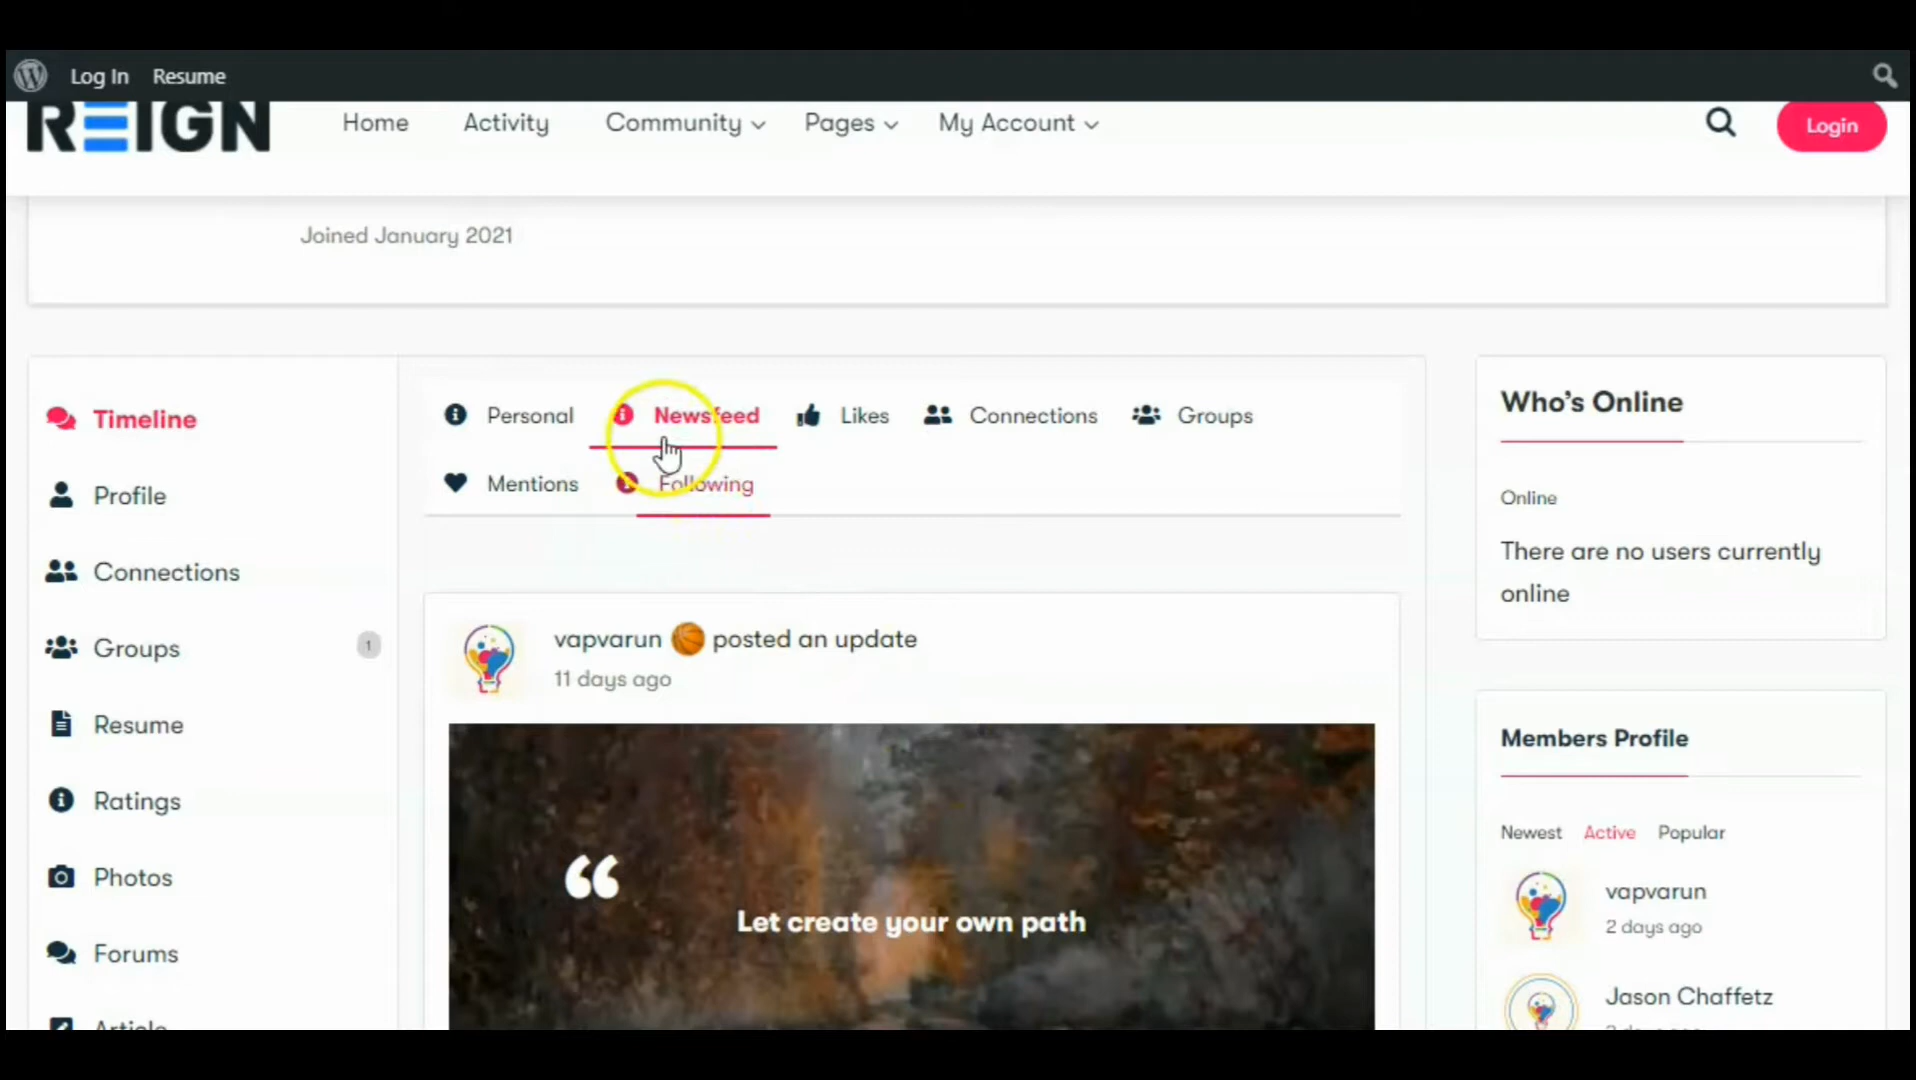 Log In Resume
REIGN Home Activity Community Pages My Account Login
Joined January 2021
Timeline
Profile
Connections
Groups 1
Resume
Ratings
Photos
Forums
Article
Personal Newsfeed Likes Connections Groups
Mentions Following
vapvarun posted an update
11 days ago
“
Let create your own path
Who's Online
Online
There are no users currently
online
Members Profile
Newest Active Popular
vapvarun
2 days ago
Jason Chaffetz